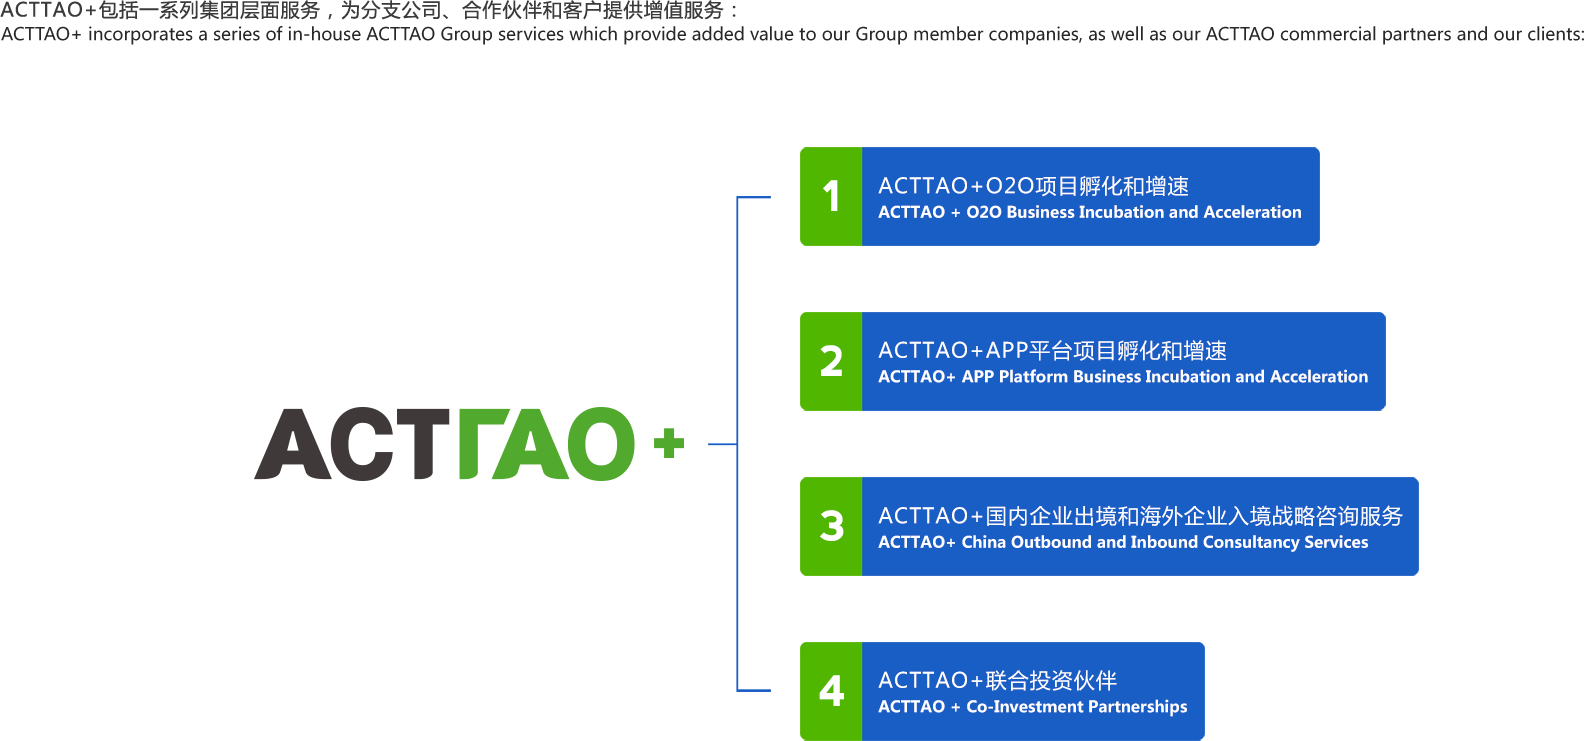 ACTTAO+包括一系列集团层面服务，为分支公司、合作伙伴和客户提供增值服务：
ACTTAO+ incorporates a series of in-house ACTTAO Group services which provide added value to our Group member companies, as well as our ACTTAO commercial partners and our clients:
1
ACTTAO+O2O项目孵化和增速
ACTTAO + O2O Business Incubation and Acceleration
2
ACTTAO+APP平台项目孵化和增速
ACTTAO+ APP Platform Business Incubation and Acceleration
ACTTAO +
3
ACTTAO+国内企业出境和海外企业入境战略咨询服务
ACTTAO+ China Outbound and Inbound Consultancy Services
4
ACTTAO+联合投资伙伴
ACTTAO + Co-Investment Partnerships